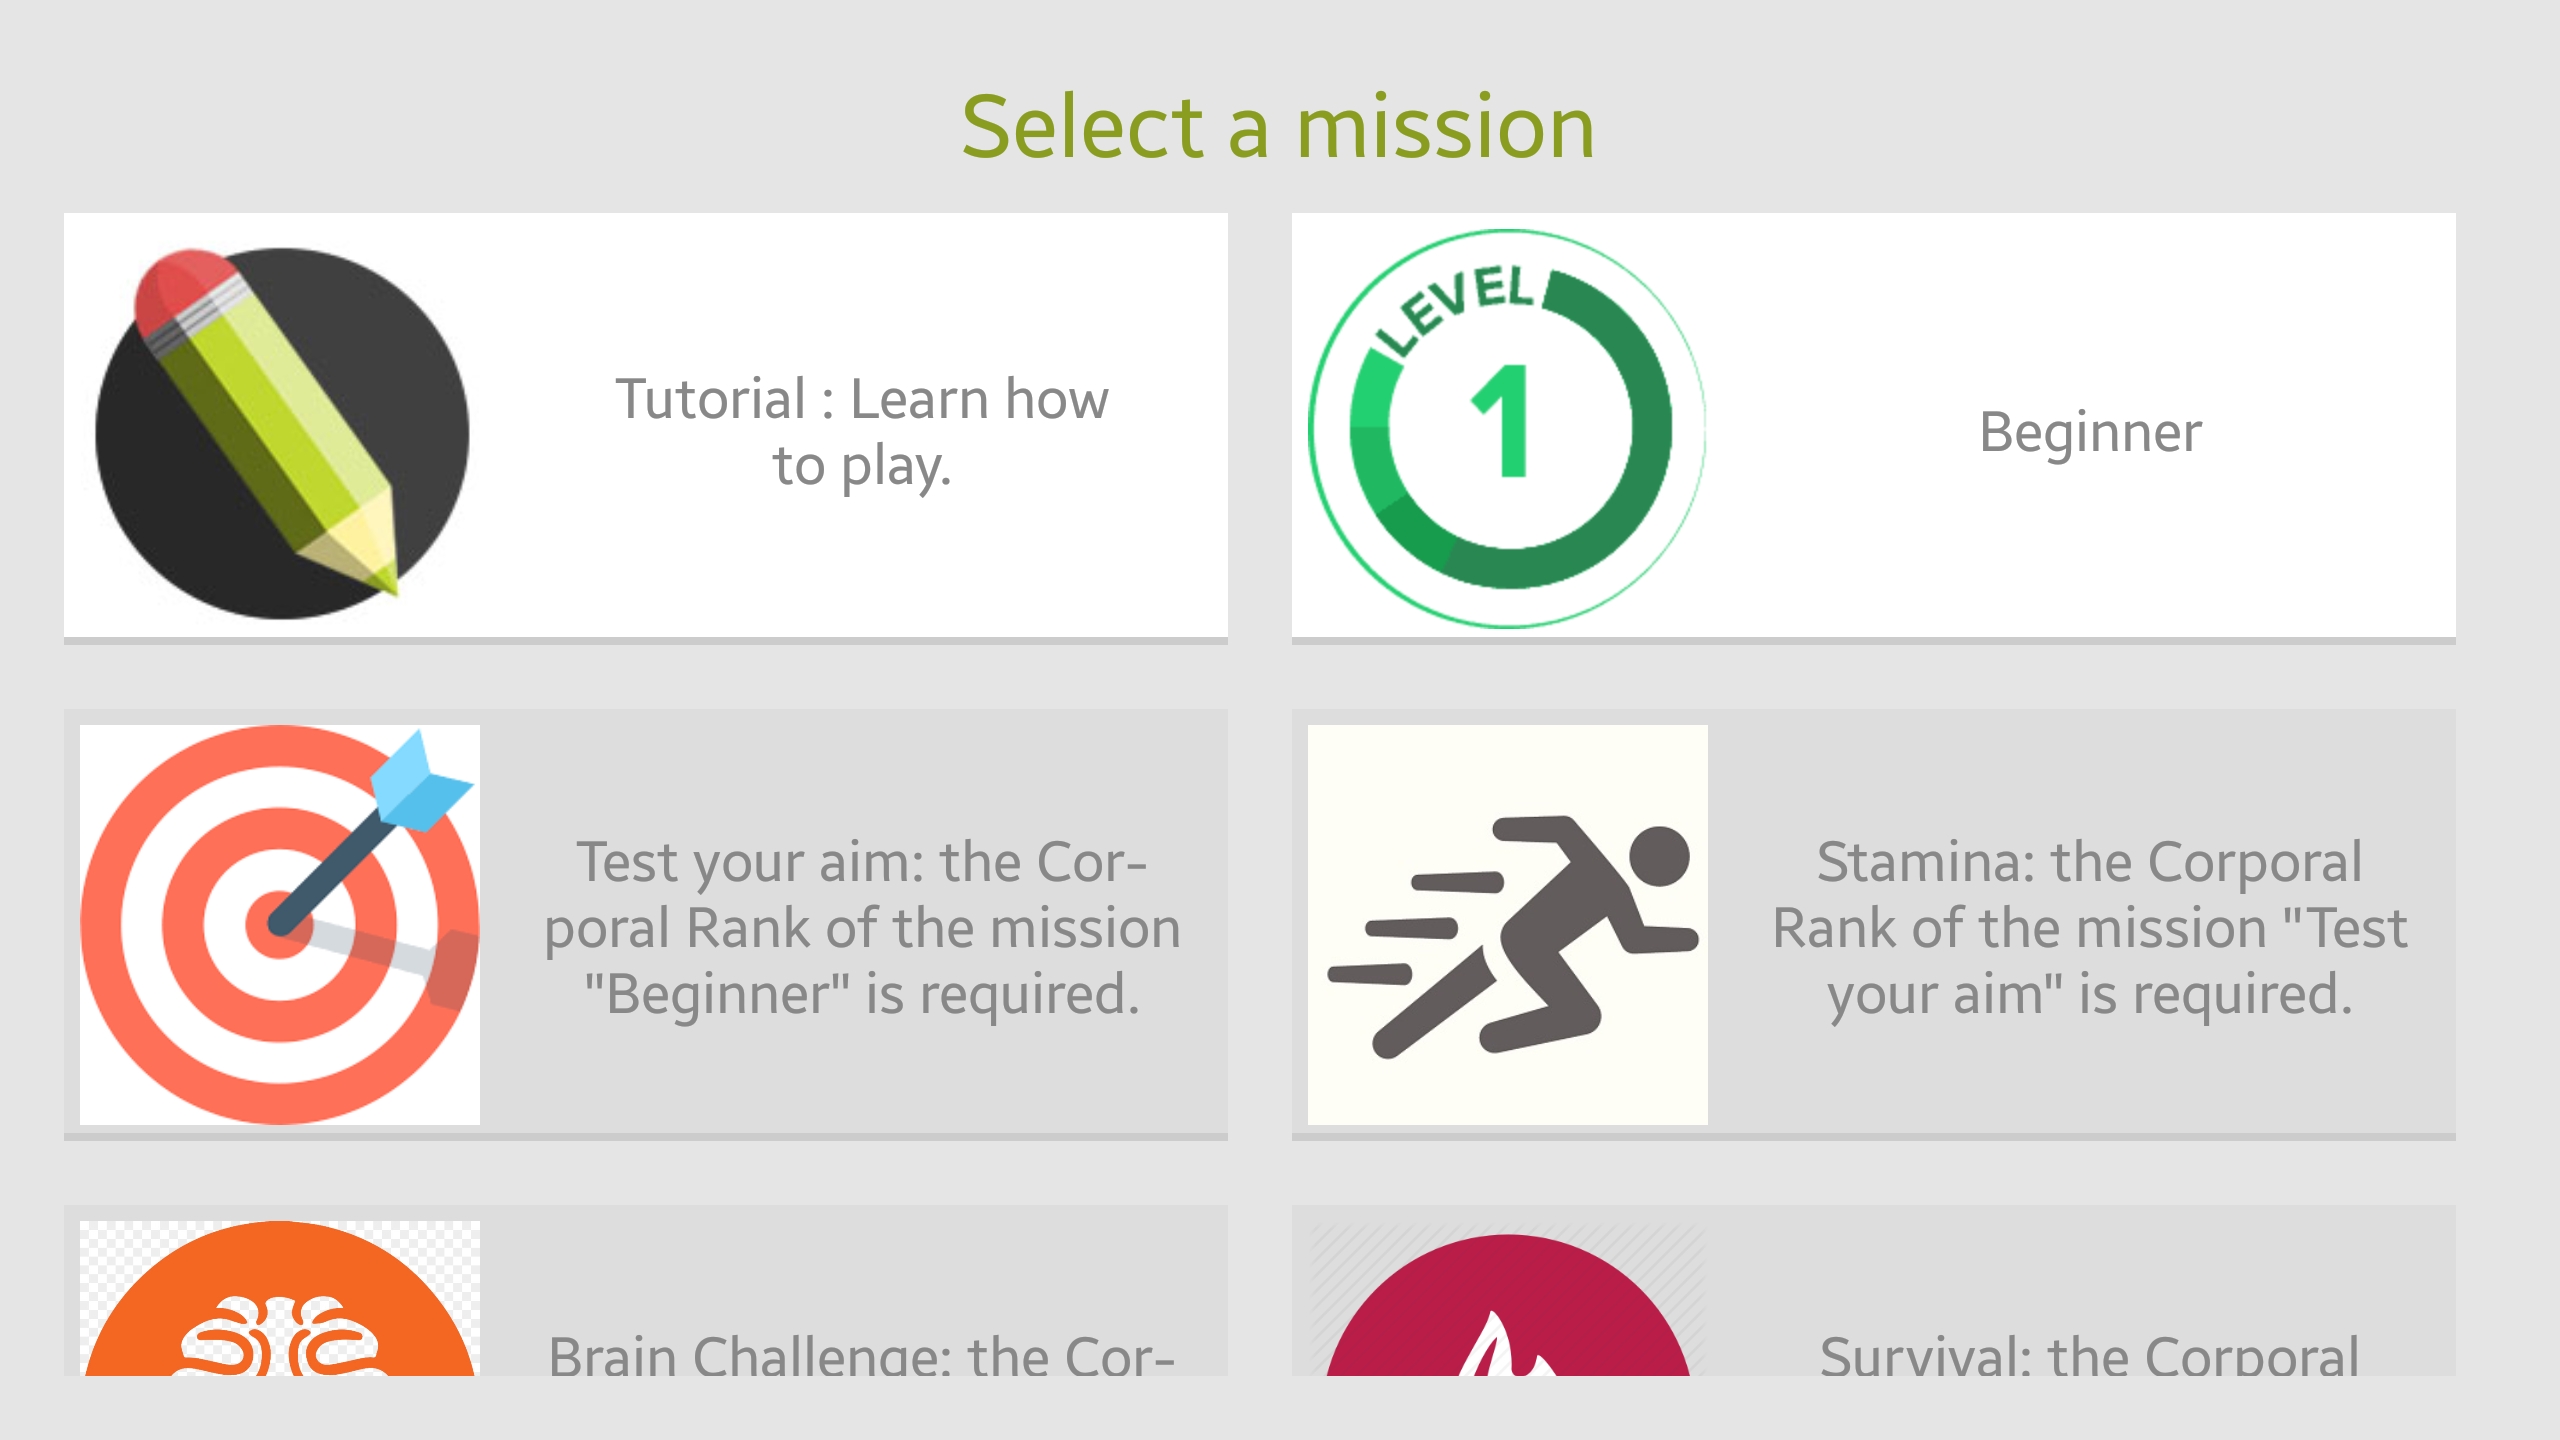 Select a mission
Tutorial : Learn how
to play.
LEVEL
1
Beginner
Test your aim: the Cor-
poral Rank of the mission
"Beginner" is required.
Stamina: the Corporal
Rank of the mission "Test
your aim" is required.
Brain Challenge: the Cor-
Survival: the Corporal